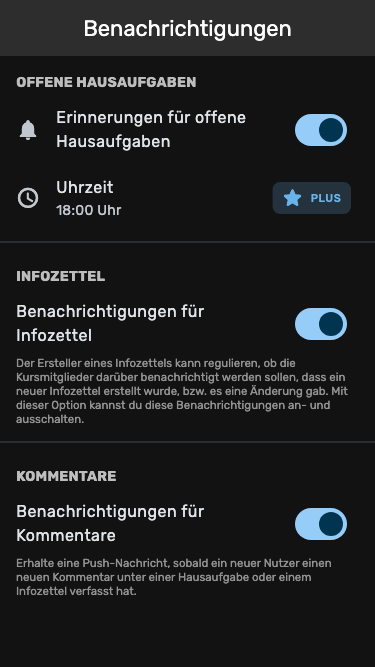 Benachrichtigungen
OFFENE HAUSAUFGABEN
Erinnerungen für offene
Hausaufgaben
Uhrzeit
18:00 Uhr
PLUS
INFOZETTEL
Benachrichtigungen für
Infozettel
Der Ersteller eines Infozettels kann regulieren, ob die
Kursmitglieder darüber benachrichtigt werden sollen, dass ein
neuer Infozettel erstellt wurde, bzw. es eine Änderung gab. Mit
dieser Option kannst du diese Benachrichtigungen an- und
ausschalten.
KOMMENTARE
Benachrichtigungen für
Kommentare
Erhalte eine Push-Nachricht, sobald ein neuer Nutzer einen
neuen Kommentar unter einer Hausaufgabe oder einem
Infozettel verfasst hat.